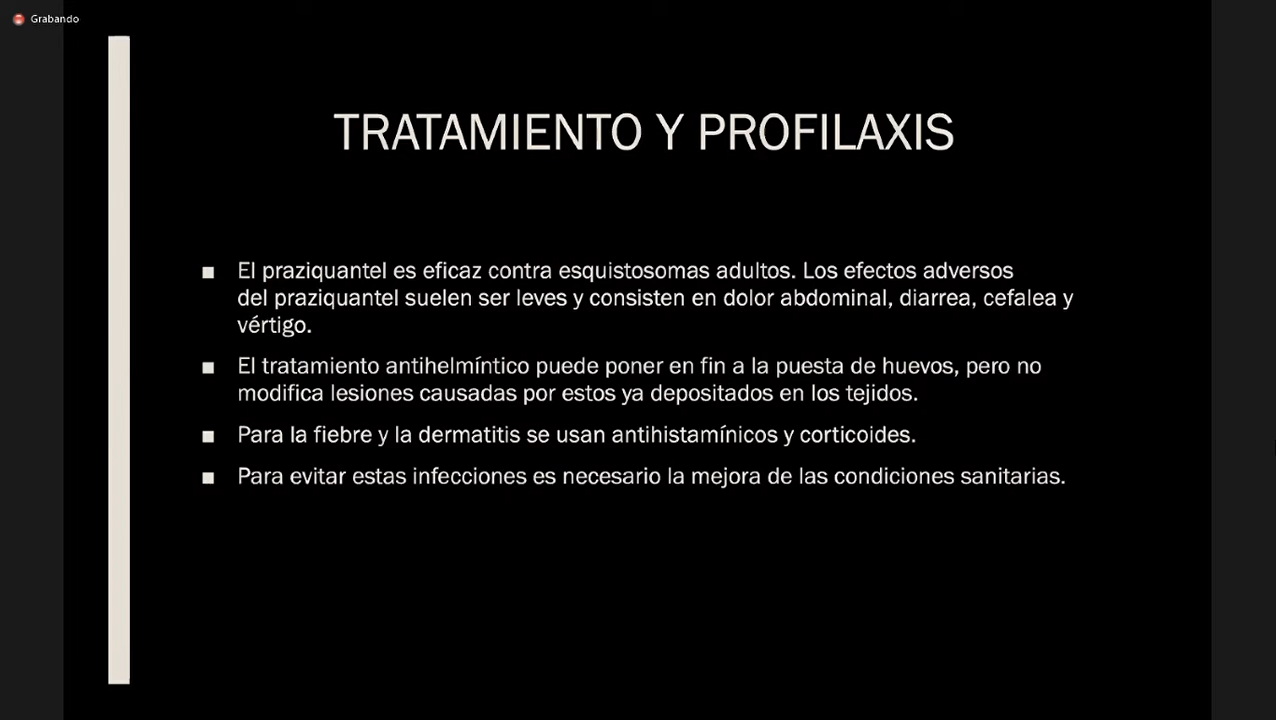 Grabando
TRATAMIENTO Y PROFILAXIS
■ El praziquantel es eficaz contra esquistosomas adultos. Los efectos adversos
del praziquantel suelen ser leves y consisten en dolor abdominal, diarrea, cefalea y
vértigo.
■ El tratamiento antihelmíntico puede poner en fin a la puesta de huevos, pero no
modifica lesiones causadas por estos ya depositados en los tejidos.
■ Para la fiebre y la dermatitis se usan antihistamínicos y corticoides.
■ Para evitar estas infecciones es necesario la mejora de las condiciones sanitarias.